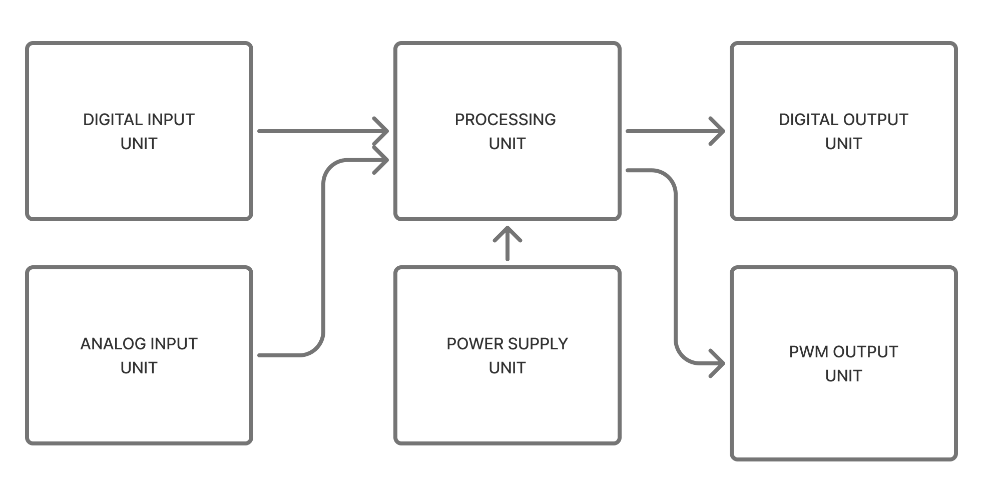 DIGITAL INPUT
UNIT
PROCESSING
UNIT
DIGITAL OUTPUT
UNIT
ANALOG INPUT
UNIT
POWER SUPPLY
UNIT
PWM OUTPUT
UNIT